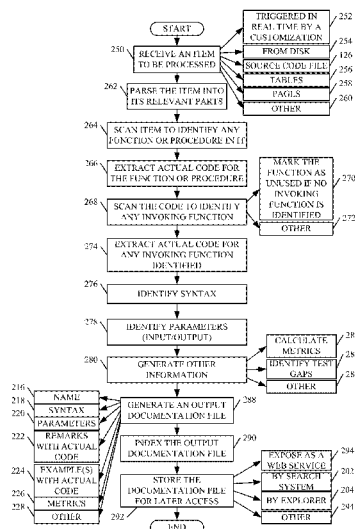 START
252
TRIGGERED IN
REAL TIME BY A
CUSTOMIZATION
250
RECEIVE AN ITEM
TO BE PROCESSED
254
FROM DISK
126
SOURCE CODE FILE
256
TABLES
258
PAGES
260
OTHER
262
PARSE THE ITEM INTO
ITS RELEVANT PARTS
264
SCAN ITEM TO IDENTIFY ANY
FUNCTION OR PROCEDURE IN IT
266
EXTRACT ACTUAL CODE FOR
THE FUNCTION OR PROCEDURE
270
MARK THE
FUNCTION AS
UNUSED IF NO
INVOKING
FUNCTION IS
IDENTIFIED
268
SCAN THE CODE TO IDENTIFY
ANY INVOKING FUNCTION
272
OTHER
274
EXTRACT ACTUAL CODE FOR
ANY INVOKING FUNCTION
IDENTIFIED
276
IDENTIFY SYNTAX
278
IDENTIFY PARAMETERS
(INPUT/OUTPUT)
280
GENERATE OTHER
INFORMATION
28
CALCULATE
METRICS
28
IDENTIFY TEST
GAPS
28
OTHER
216
NAME
218
SYNTAX
220
PARAMETERS
222
REMARKS
WITH ACTUAL
CODE
224
EXAMPLE(S)
WITH ACTUAL
CODE
226
METRICS
228
OTHER
288
GENERATE AN OUTPUT
DOCUMENTATION FILE
290
INDEX THE OUTPUT
DOCUMENTATION FILE
292
STORE THE
DOCUMENTATION FILE
FOR LATER ACCESS
294
EXPOSE AS A
WEB SERVICE
202
BY SEARCH
SYSTEM
204
BY EXPLORER
OTHER
END